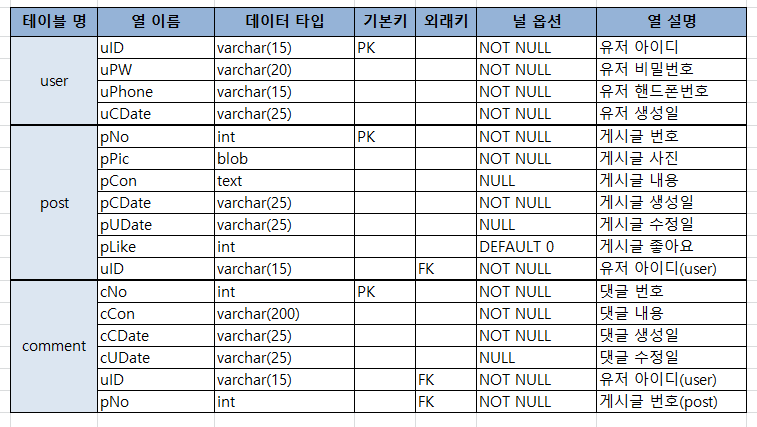 테이블 명 열 이름 데이터 타입 기본키 외래키 널 옵션 열 설명
user
uID varchar(15) PK NOT NULL 유저 아이디
uPW varchar(20) NOT NULL 유저 비밀번호
uPhone varchar(15) NOT NULL 유저 핸드폰번호
uCDate varchar(25) NOT NULL 유저 생성일
post
pNo int PK NOT NULL 게시글 번호
pPic blob NOT NULL 게시글 사진
pCon text NULL 게시글 내용
pCDate varchar(25) NOT NULL 게시글 생성일
pUDate varchar(25) NULL 게시글 수정일
pLike int DEFAULT 0 게시글 좋아요
uID varchar(15) FK NOT NULL 유저 아이디(user)
comment
cNo int PK NOT NULL 댓글 번호
cCon varchar(200) NOT NULL 댓글 내용
cCDate varchar(25) NOT NULL 댓글 생성일
cUDate varchar(25) NULL 댓글 수정일
uID varchar(15) FK NOT NULL 유저 아이디(user)
pNo int FK NOT NULL 게시글 번호(post)